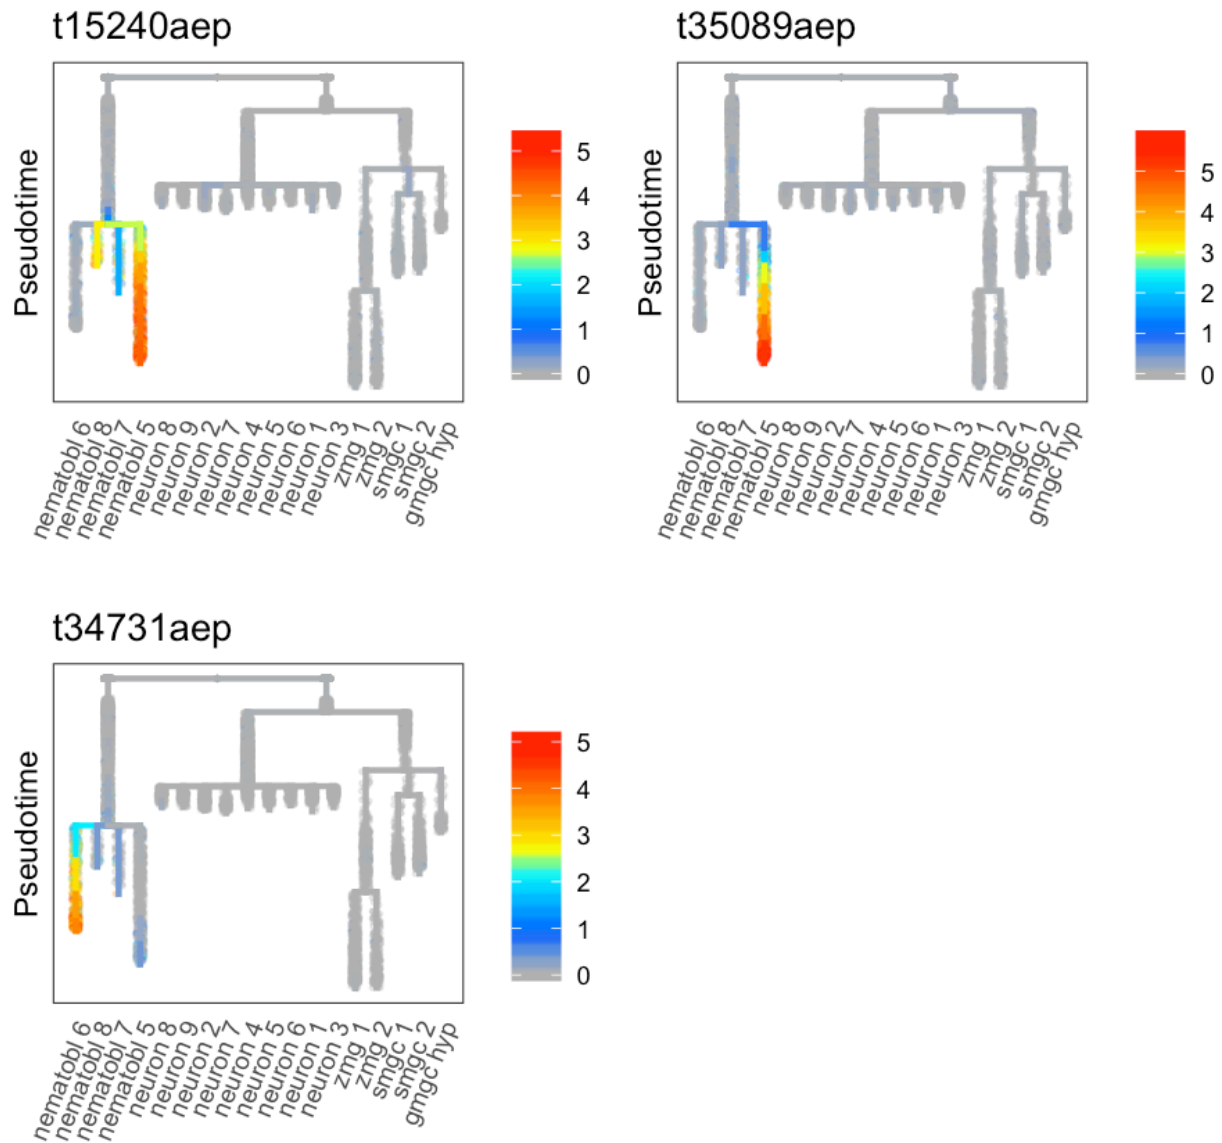 t15240aep
Pseudotime
5
4
3
2
1
0
nematobl 6
nematobl 8
nematobl 7
nematobl 5
neuron 8
neuron 9
neuron 2
neuron 7
neuron 4
neuron 5
neuron 6
neuron 1
neuron 3
zmg 1
zmg 2
smgc 1
smgc 2
gmgc hyp
t35089aep
Pseudotime
5
4
3
2
1
0
nematobl 6
nematobl 8
nematobl 7
nematobl 5
neuron 8
neuron 9
neuron 2
neuron 7
neuron 4
neuron 5
neuron 6
neuron 1
neuron 3
zmg 1
zmg 2
smgc 1
smgc 2
gmgc hyp
t34731aep
Pseudotime
5
4
3
2
1
0
nematobl 6
nematobl 8
nematobl 7
nematobl 5
neuron 8
neuron 9
neuron 2
neuron 7
neuron 4
neuron 5
neuron 6
neuron 1
neuron 3
zmg 1
zmg 2
smgc 1
smgc 2
gmgc hyp